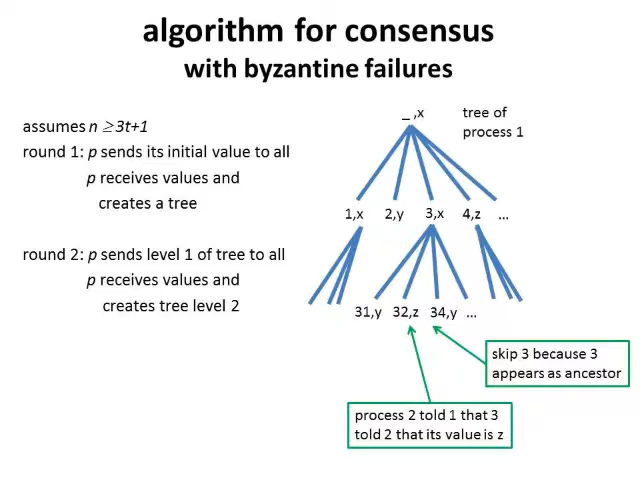 algorithm for consensus
with byzantine failures
assumes n ≥3t+1
round 1: p sends its initial value to all
p receives values and
creates a tree
round 2: p sends level 1 of tree to all
p receives values and
creates tree level 2
_ ,x
tree of
process 1
1,x 2,y 3,x 4,z ...
31,y 32,z 34,y ...
skip 3 because 3
appears as ancestor
process 2 told 1 that 3
told 2 that its value is z